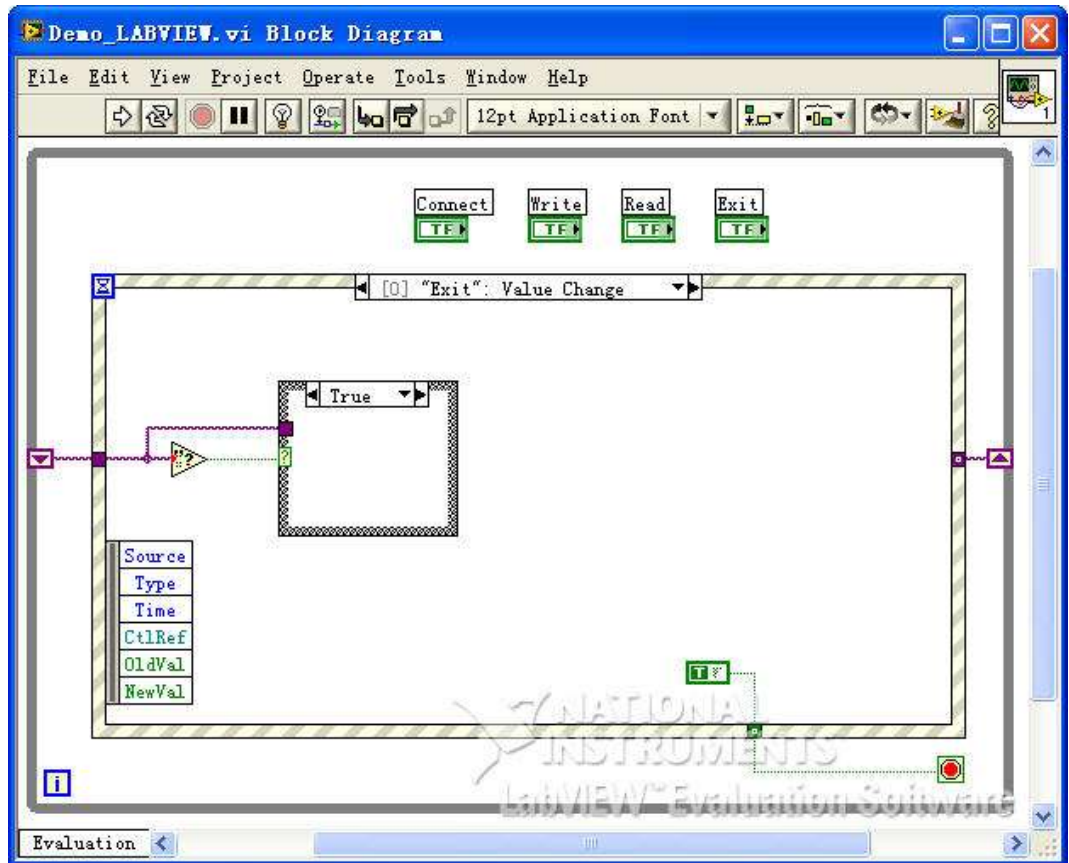 Demo_LABVIEW.vi Block Diagram
File Edit View Project Operate Tools Window Help
12pt Application Font
1
Connect Write Read Exit
TF TF TF TF
[0] "Exit": Value Change
True
"?
?
Source
Type
Time
CtlRef
OldVal
NewVal
T
NATIONAL
INSTRUMENTS
i
LabVIEW™ Evaluation Software
Evaluation